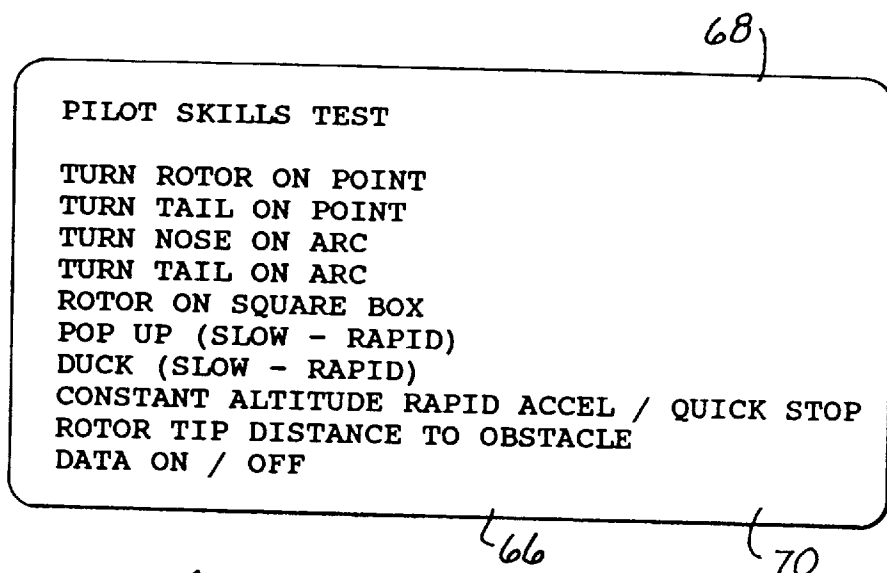 68
PILOT SKILLS TEST
TURN ROTOR ON POINT
TURN TAIL ON POINT
TURN NOSE ON ARC
TURN TAIL ON ARC
ROTOR ON SQUARE BOX
POP UP (SLOW - RAPID)
DUCK (SLOW - RAPID)
CONSTANT ALTITUDE RAPID ACCEL / QUICK STOP
ROTOR TIP DISTANCE TO OBSTACLE
DATA ON / OFF
66 70